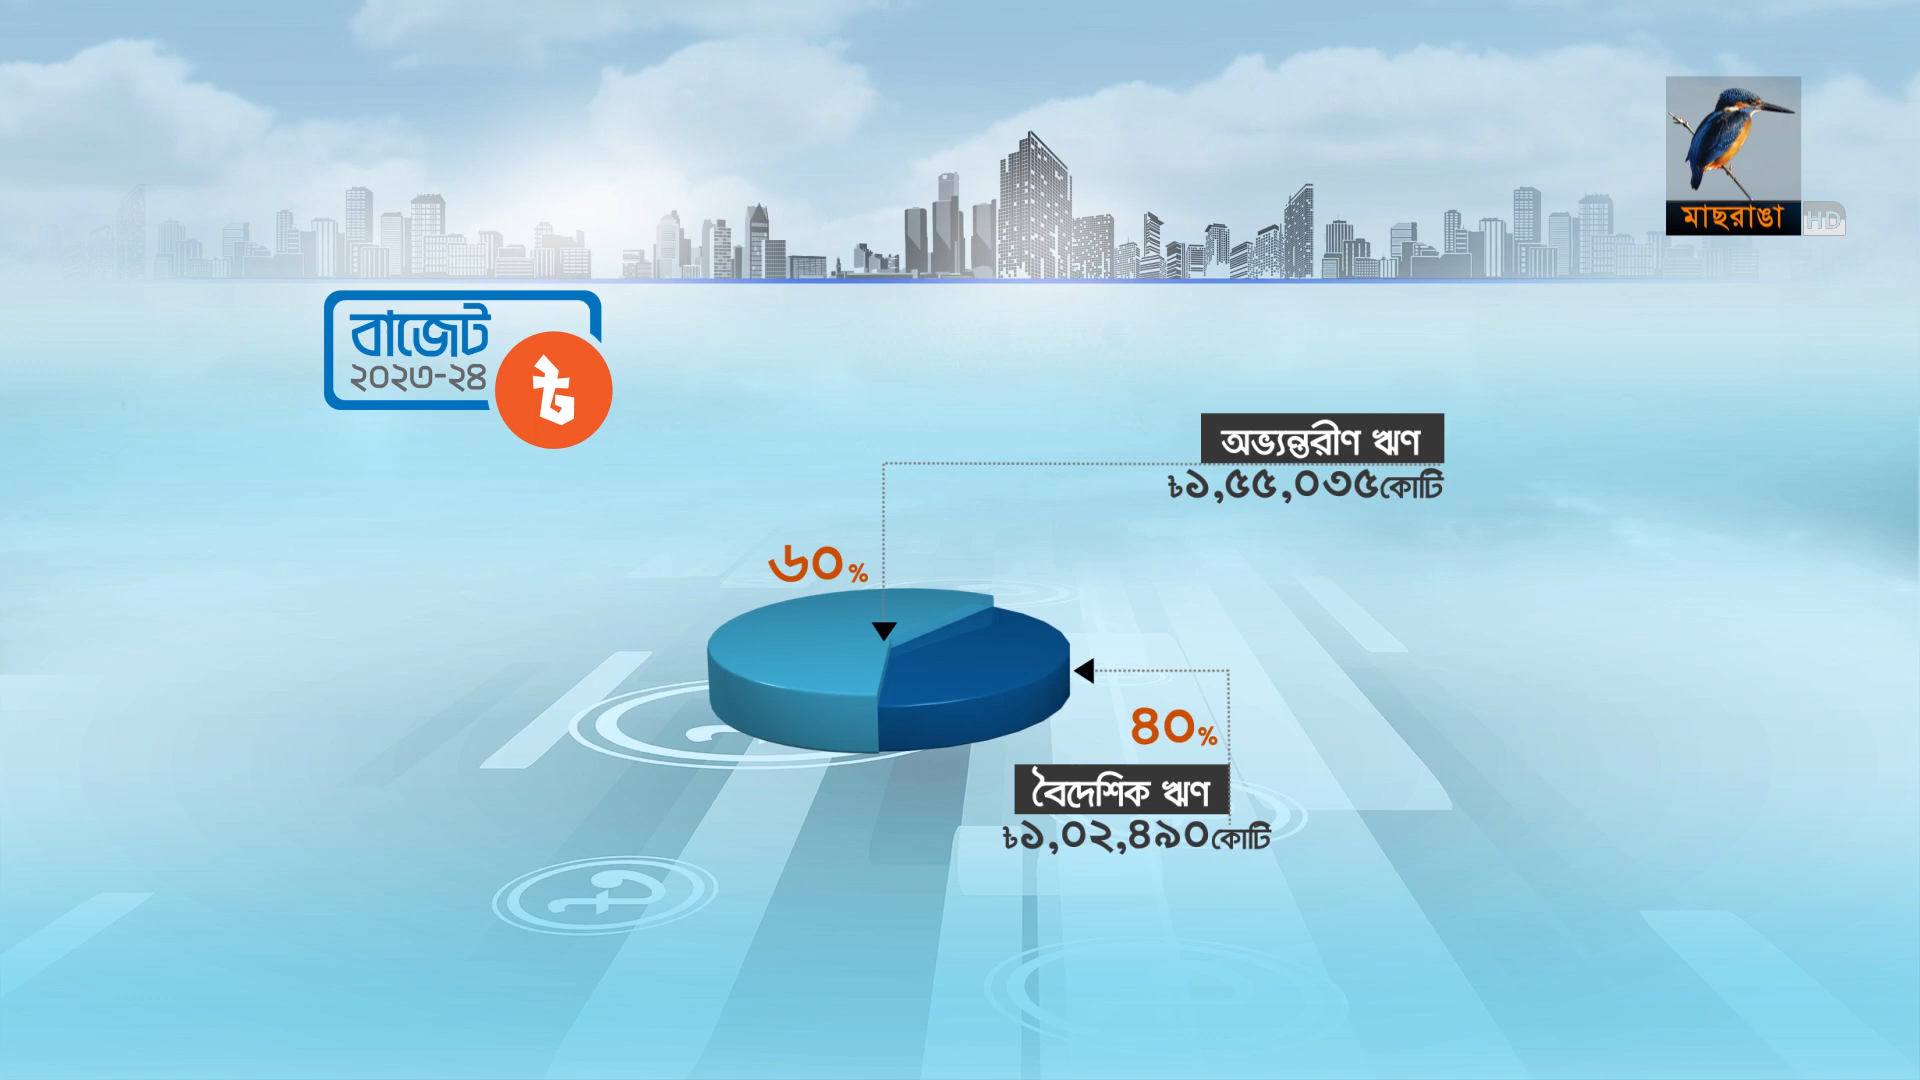 মাছরাঙা HD
বাজেট
২০২৩-২৪
৳
অভ্যন্তরীণ ঋণ
৳১,৫৫,০৩৫কোটি
৬০%
৪০%
বৈদেশিক ঋণ
৳১,০২,৪৯০কোটি